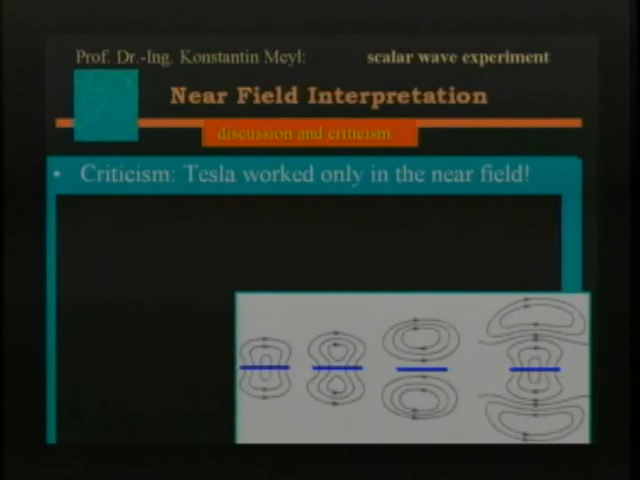 Prof. Dr.-Ing. Konstantin Meyl: scalar wave experiment
Near Field Interpretation
discussion and criticism
• Criticism: Tesla worked only in the near field!